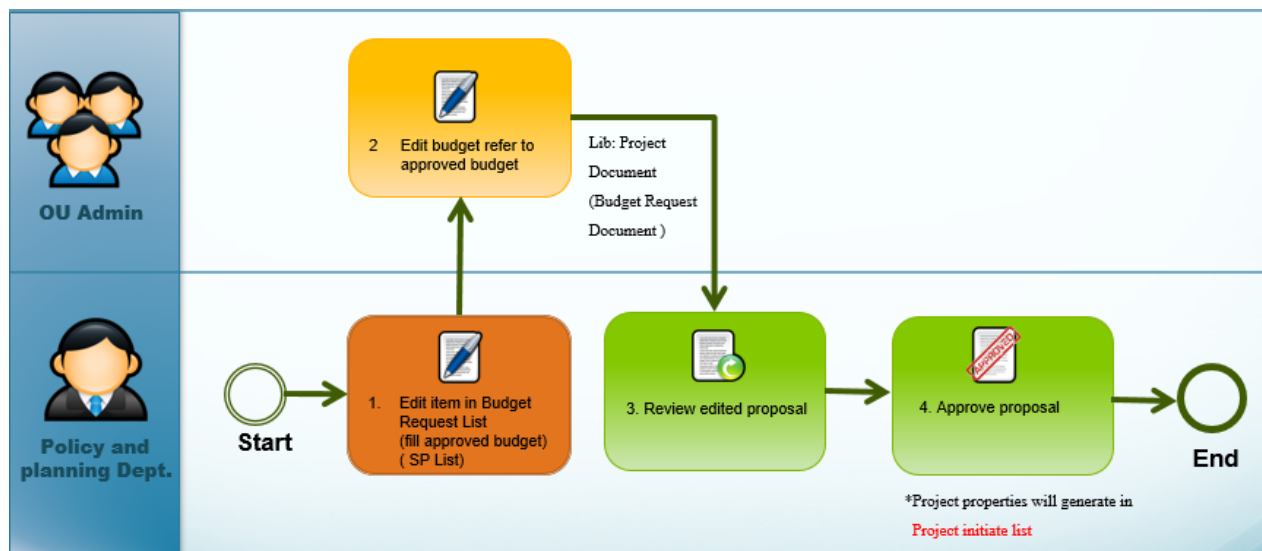 OU Admin
2 Edit budget refer to
approved budget
Lib: Project
Document
(Budget Request
Document )
Policy and
planning Dept.
Start
1. Edit item in Budget
Request List
(fill approved budget)
( SP List)
3. Review edited proposal
APPROVED
4. Approve proposal
End
*Project properties will generate in
Project initiate list